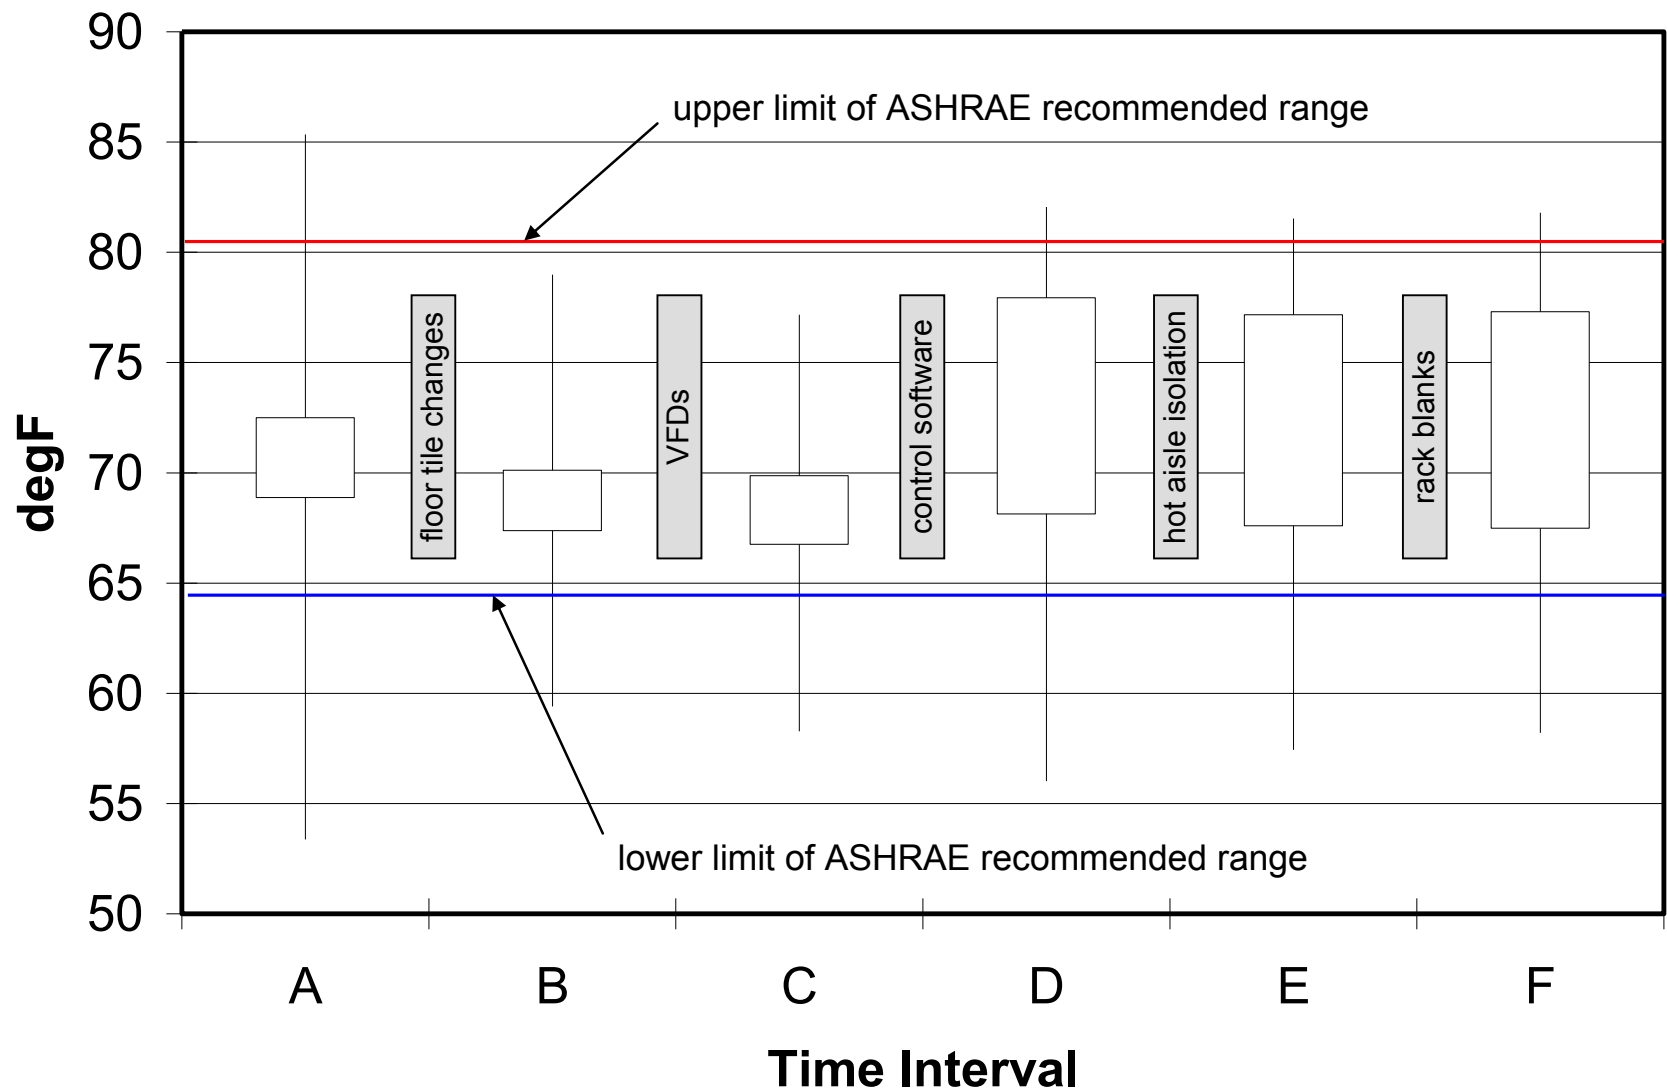 90
85
80
75
70
65
60
55
50
degF
upper limit of ASHRAE recommended range
floor tile changes
VFDs
control software
hot aisle isolation
rack blanks
lower limit of ASHRAE recommended range
A B C D E F
Time Interval